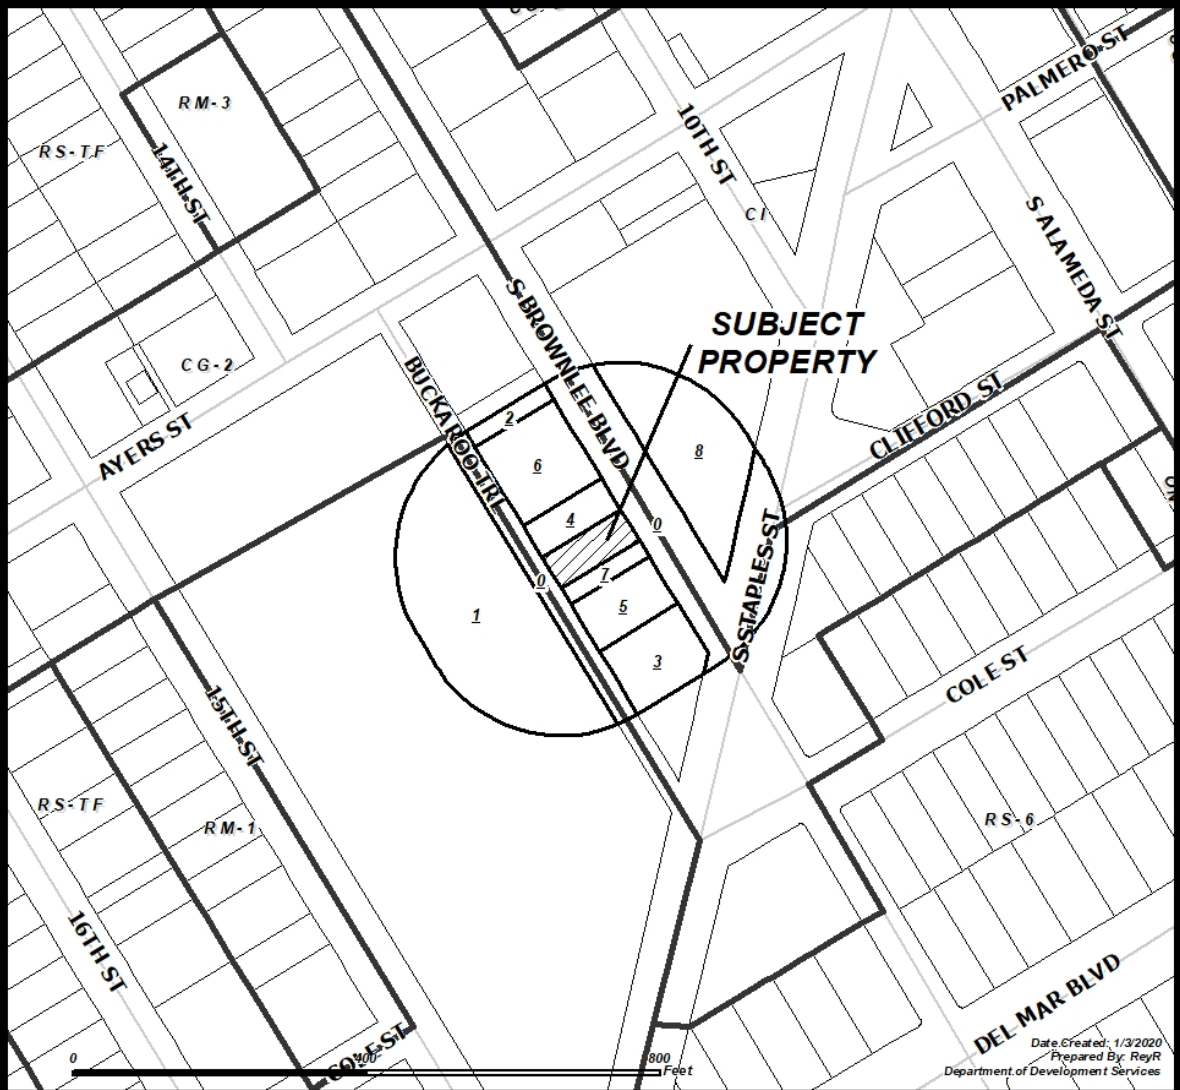 RM-3
RS-TF
14TH ST
10TH ST
PALMERO ST
CI
S ALAMEDA ST
S BROWNLEE BLVD
SUBJECT
PROPERTY
CG-2
BUCKAROO TRL
AYERS ST
CLIFFORD ST
2
6
8
4
0
7
0
1
5
3
S STAPLES ST
COLE ST
15TH ST
RS-TF
RM-1
RS-6
16TH ST
DEL MAR BLVD
COLE ST
Date Created: 1/3/2020
Prepared By: ReyR
Department of Development Services
0 400 800
Feet